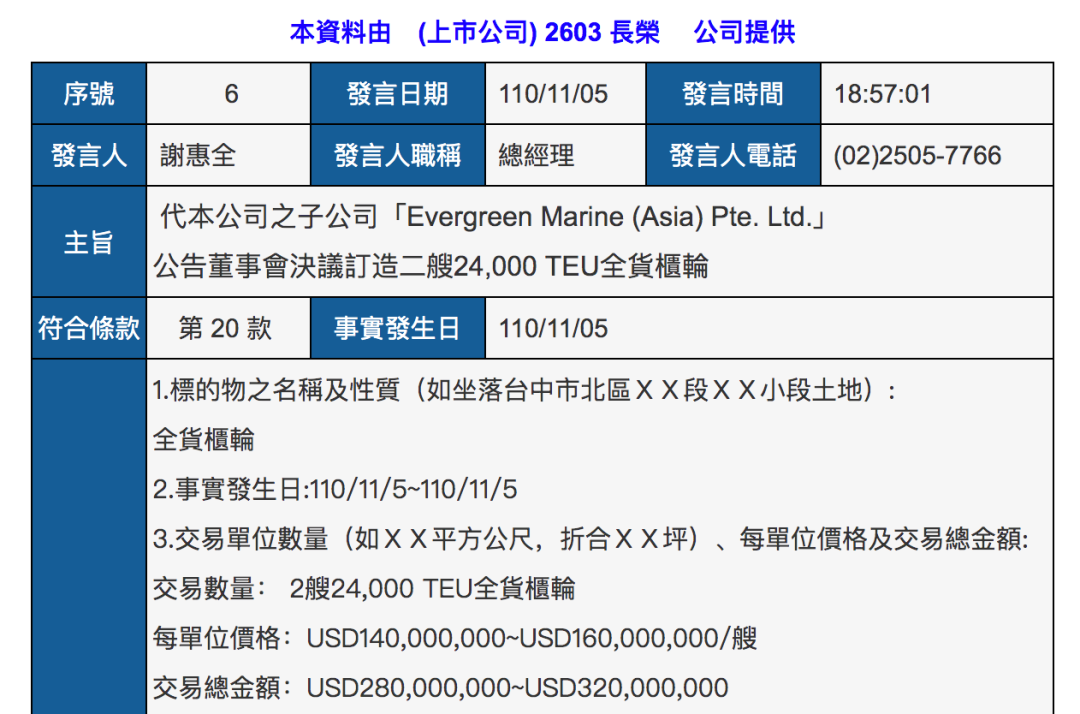 本資料由　(上市公司) 2603 長榮　 公司提供
序號 6 發言日期 110/11/05 發言時間 18:57:01
發言人 謝惠全 發言人職稱 總經理 發言人電話 (02)2505-7766
主旨
代本公司之子公司「Evergreen Marine (Asia) Pte. Ltd.」
公告董事會決議訂造二艘24,000 TEU全貨櫃輪
符合條款 第 20 款 事實發生日 110/11/05
1.標的物之名稱及性質（如坐落台中市北區ＸＸ段ＸＸ小段土地）:
全貨櫃輪
2.事實發生日:110/11/5~110/11/5
3.交易單位數量（如ＸＸ平方公尺，折合ＸＸ坪）、每單位價格及交易總金額:
交易數量： 2艘24,000 TEU全貨櫃輪
每單位價格：USD140,000,000~USD160,000,000/艘
交易總金額：USD280,000,000~USD320,000,000